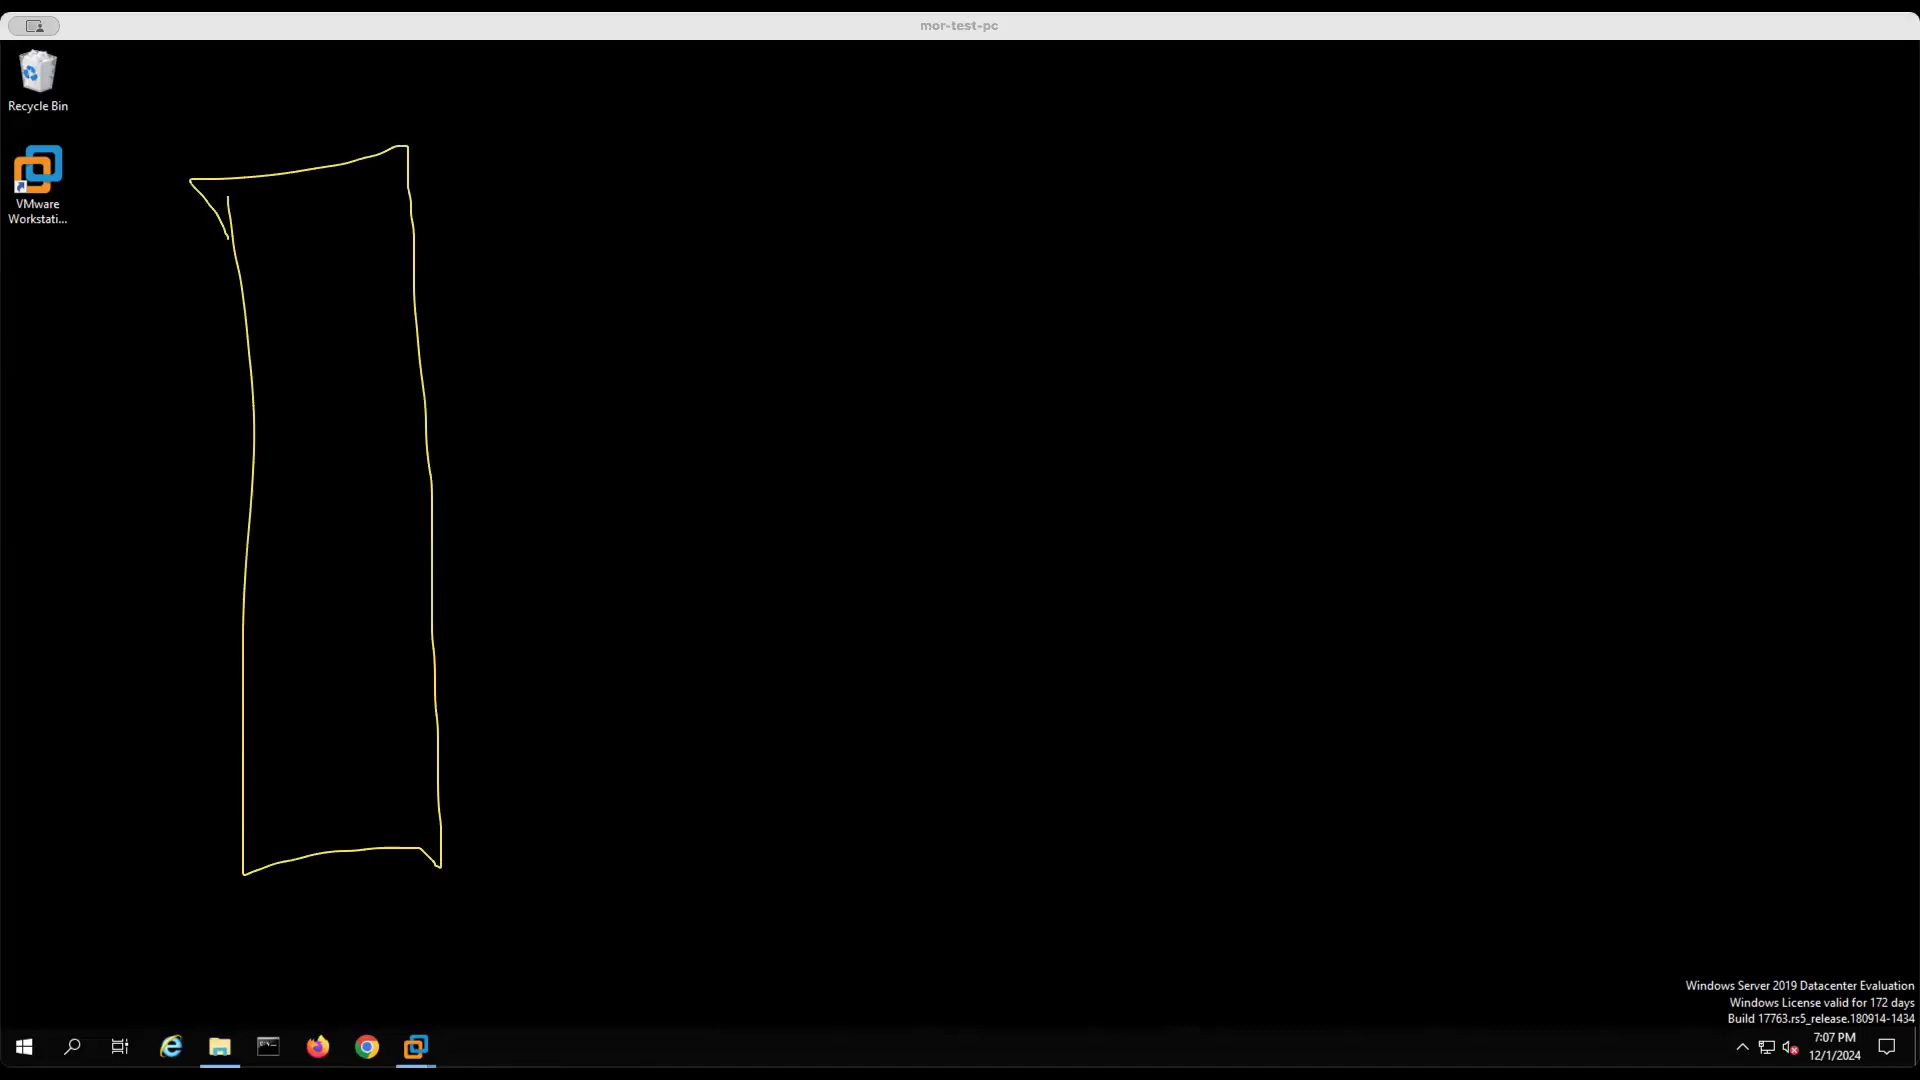 mor-test-pc
Recycle Bin
VMware
Workstati...
Windows Server 2019 Datacenter Evaluation
Windows License valid for 172 days
Build 17763.rs5_release.180914-1434
7:07 PM
12/1/2024